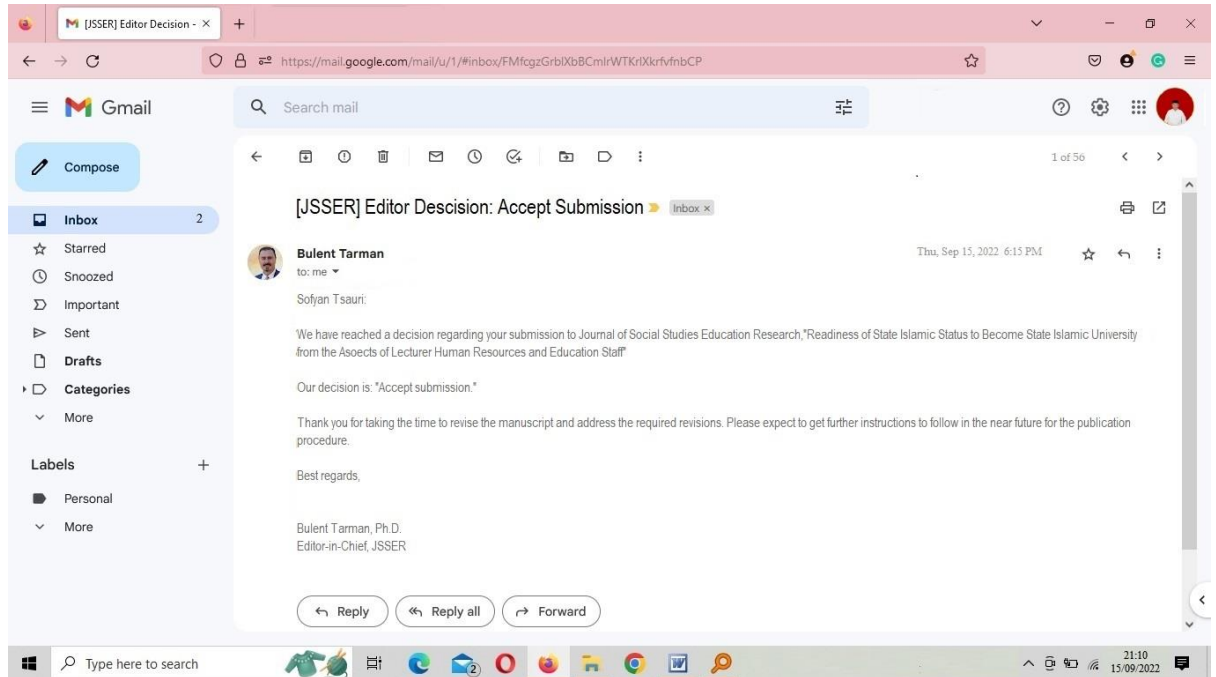 [JSSER] Editor Decision -
https://mail.google.com/mail/u/1/#inbox/FMfcgzGrblXbBCmlrWTKrlXkrfvfnbCP
Gmail
Search mail
Compose
1 of 56
Inbox 2
Starred
Snoozed
Important
Sent
Drafts
Categories
More
Labels
Personal
More
[JSSER] Editor Descision: Accept Submission Inbox x
Bulent Tarman Thu, Sep 15, 2022 6:15 PM
to: me
Sofyan Tsauri:
We have reached a decision regarding your submission to Journal of Social Studies Education Research,"Readiness of State Islamic Status to Become State Islamic University
from the Asoects of Lecturer Human Resources and Education Staff"
Our decision is: "Accept submission."
Thank you for taking the time to revise the manuscript and address the required revisions. Please expect to get further instructions to follow in the near future for the publication
procedure.
Best regards,
Bulent Tarman, Ph.D.
Editor-in-Chief, JSSER
Reply Reply all Forward
Type here to search
2
21:10
15/09/2022